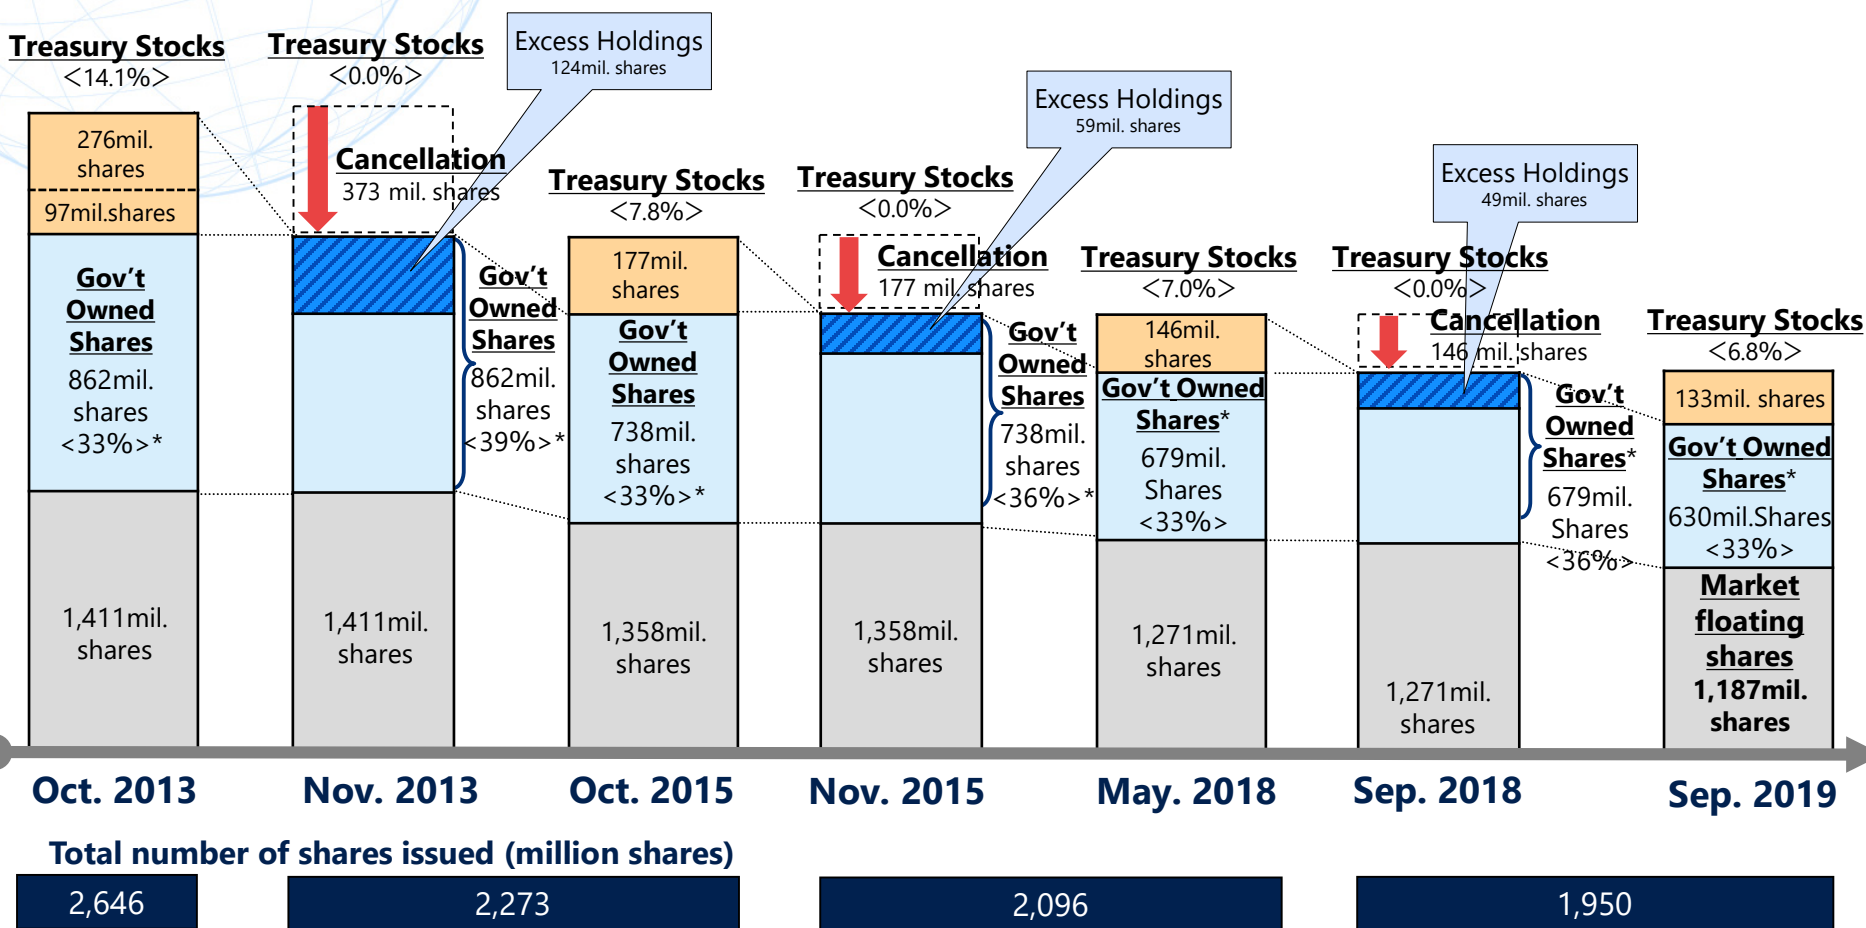 Treasury Stocks
<14.1%>
276mil.
shares
97mil.shares
Gov't
Owned
Shares
862mil.
shares
<33%>*
1,411mil.
shares
Oct. 2013
Treasury Stocks
<0.0%>
Excess Holdings
124mil. shares
Cancellation
373 mil. shares
Gov't
Owned
Shares
862mil.
shares
<39%>*
1,411mil.
shares
Nov. 2013
Treasury Stocks
<7.8%>
177mil.
shares
Gov't
Owned
Shares
738mil.
shares
<33%>*
1,358mil.
shares
Oct. 2015
Treasury Stocks
<0.0%>
Excess Holdings
59mil. shares
Cancellation
177 mil. shares
Gov't
Owned
Shares
738mil.
shares
<36%>*
1,358mil.
shares
Nov. 2015
Treasury Stocks
<7.0%>
146mil.
shares
Gov't Owned
Shares*
679mil.
Shares
<33%>
1,271mil.
shares
May. 2018
Excess Holdings
49mil. shares
Treasury Stocks
<0.0%>
Cancellation
146 mil. shares
Gov't
Owned
Shares*
679mil.
Shares
<36%>
1,271mil.
shares
Sep. 2018
Treasury Stocks
<6.8%>
133mil. shares
Gov't Owned
Shares*
630mil.Shares
<33%>
Market
floating
shares
1,187mil.
shares
Sep. 2019
Total number of shares issued (million shares)
2,646
2,273
2,096
1,950